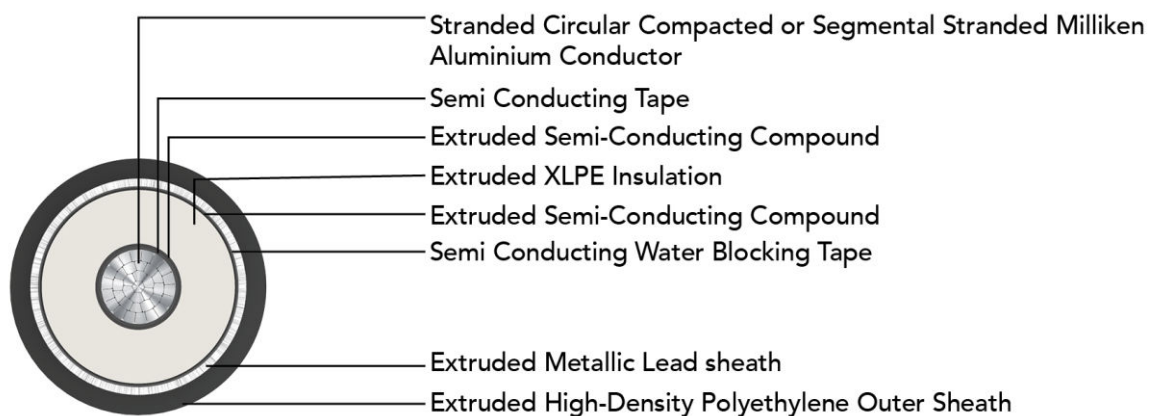 Stranded Circular Compacted or Segmental Stranded Milliken
Aluminium Conductor
Semi Conducting Tape
Extruded Semi-Conducting Compound
Extruded XLPE Insulation
Extruded Semi-Conducting Compound
Semi Conducting Water Blocking Tape
Extruded Metallic Lead sheath
Extruded High-Density Polyethylene Outer Sheath